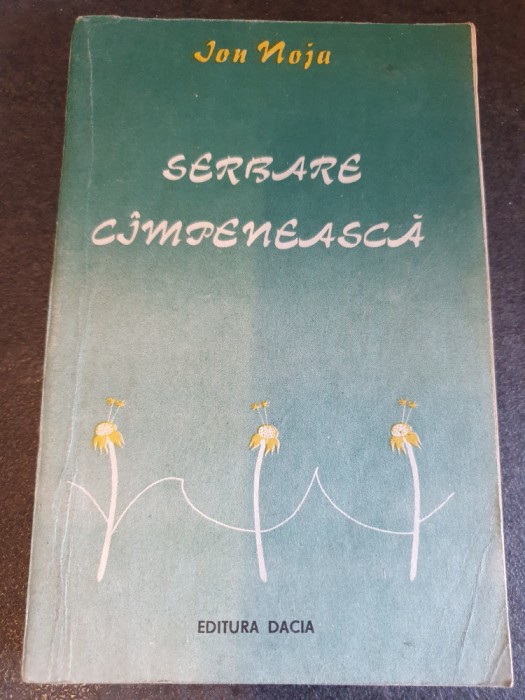 Ion Noja
SERBARE
CÎMPENEASCĂ
EDITURA DACIA